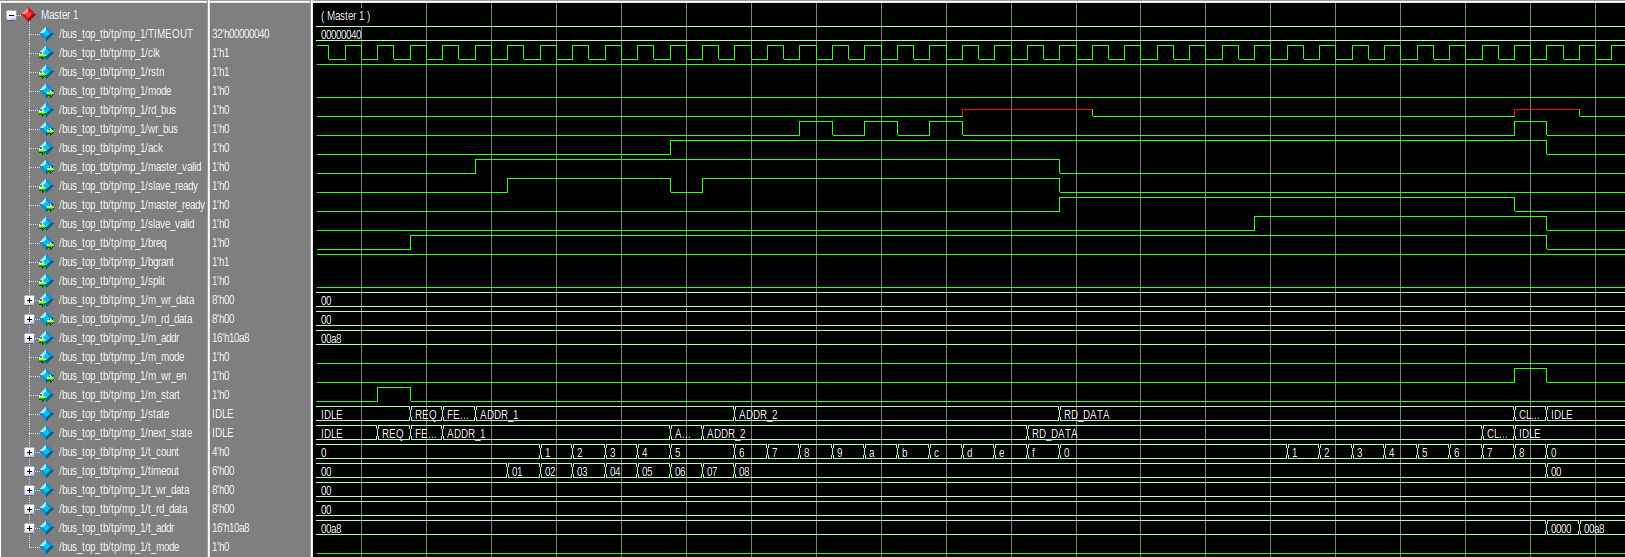 Master 1 ( Master 1 )
/bus_top_tb/tp/mp_1/TIMEOUT 32'h00000040 00000040
/bus_top_tb/tp/mp_1/clk 1'h1
/bus_top_tb/tp/mp_1/rstn 1'h1
/bus_top_tb/tp/mp_1/mode 1'h0
/bus_top_tb/tp/mp_1/rd_bus 1'h0
/bus_top_tb/tp/mp_1/wr_bus 1'h0
/bus_top_tb/tp/mp_1/ack 1'h0
/bus_top_tb/tp/mp_1/master_valid 1'h0
/bus_top_tb/tp/mp_1/slave_ready 1'h0
/bus_top_tb/tp/mp_1/master_ready 1'h0
/bus_top_tb/tp/mp_1/slave_valid 1'h0
/bus_top_tb/tp/mp_1/breq 1'h0
/bus_top_tb/tp/mp_1/bgrant 1'h1
/bus_top_tb/tp/mp_1/split 1'h0
/bus_top_tb/tp/mp_1/m_wr_data 8'h00 00
/bus_top_tb/tp/mp_1/m_rd_data 8'h00 00
/bus_top_tb/tp/mp_1/m_addr 16'h10a8 00a8
/bus_top_tb/tp/mp_1/m_mode 1'h0
/bus_top_tb/tp/mp_1/m_wr_en 1'h0
/bus_top_tb/tp/mp_1/m_start 1'h0
/bus_top_tb/tp/mp_1/state IDLE IDLE REQ FE... ADDR_1 ADDR_2 RD_DATA CL... IDLE
/bus_top_tb/tp/mp_1/next_state IDLE IDLE REQ FE... ADDR_1 A... ADDR_2 RD_DATA CL... IDLE
/bus_top_tb/tp/mp_1/t_count 4'h0 0 1 2 3 4 5 6 7 8 9 a b c d e f 0 1 2 3 4 5 6 7 8 0
/bus_top_tb/tp/mp_1/timeout 6'h00 00 01 02 03 04 05 06 07 08 00
/bus_top_tb/tp/mp_1/t_wr_data 8'h00 00
/bus_top_tb/tp/mp_1/t_rd_data 8'h00 00
/bus_top_tb/tp/mp_1/t_addr 16'h10a8 00a8 0000 00a8
/bus_top_tb/tp/mp_1/t_mode 1'h0